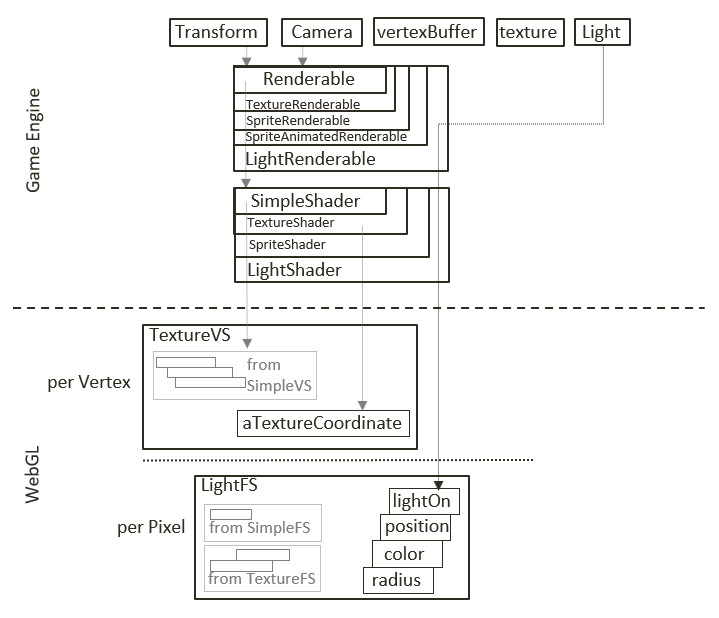 Transform
Camera
vertexBuffer
texture
Light
Game Engine
Renderable
TextureRenderable
SpriteRenderable
SpriteAnimatedRenderable
LightRenderable
SimpleShader
TextureShader
SpriteShader
LightShader
WebGL
per Vertex
TextureVS
from
SimpleVS
aTextureCoordinate
per Pixel
LightFS
from SimpleFS
from TextureFS
lightOn
position
color
radius